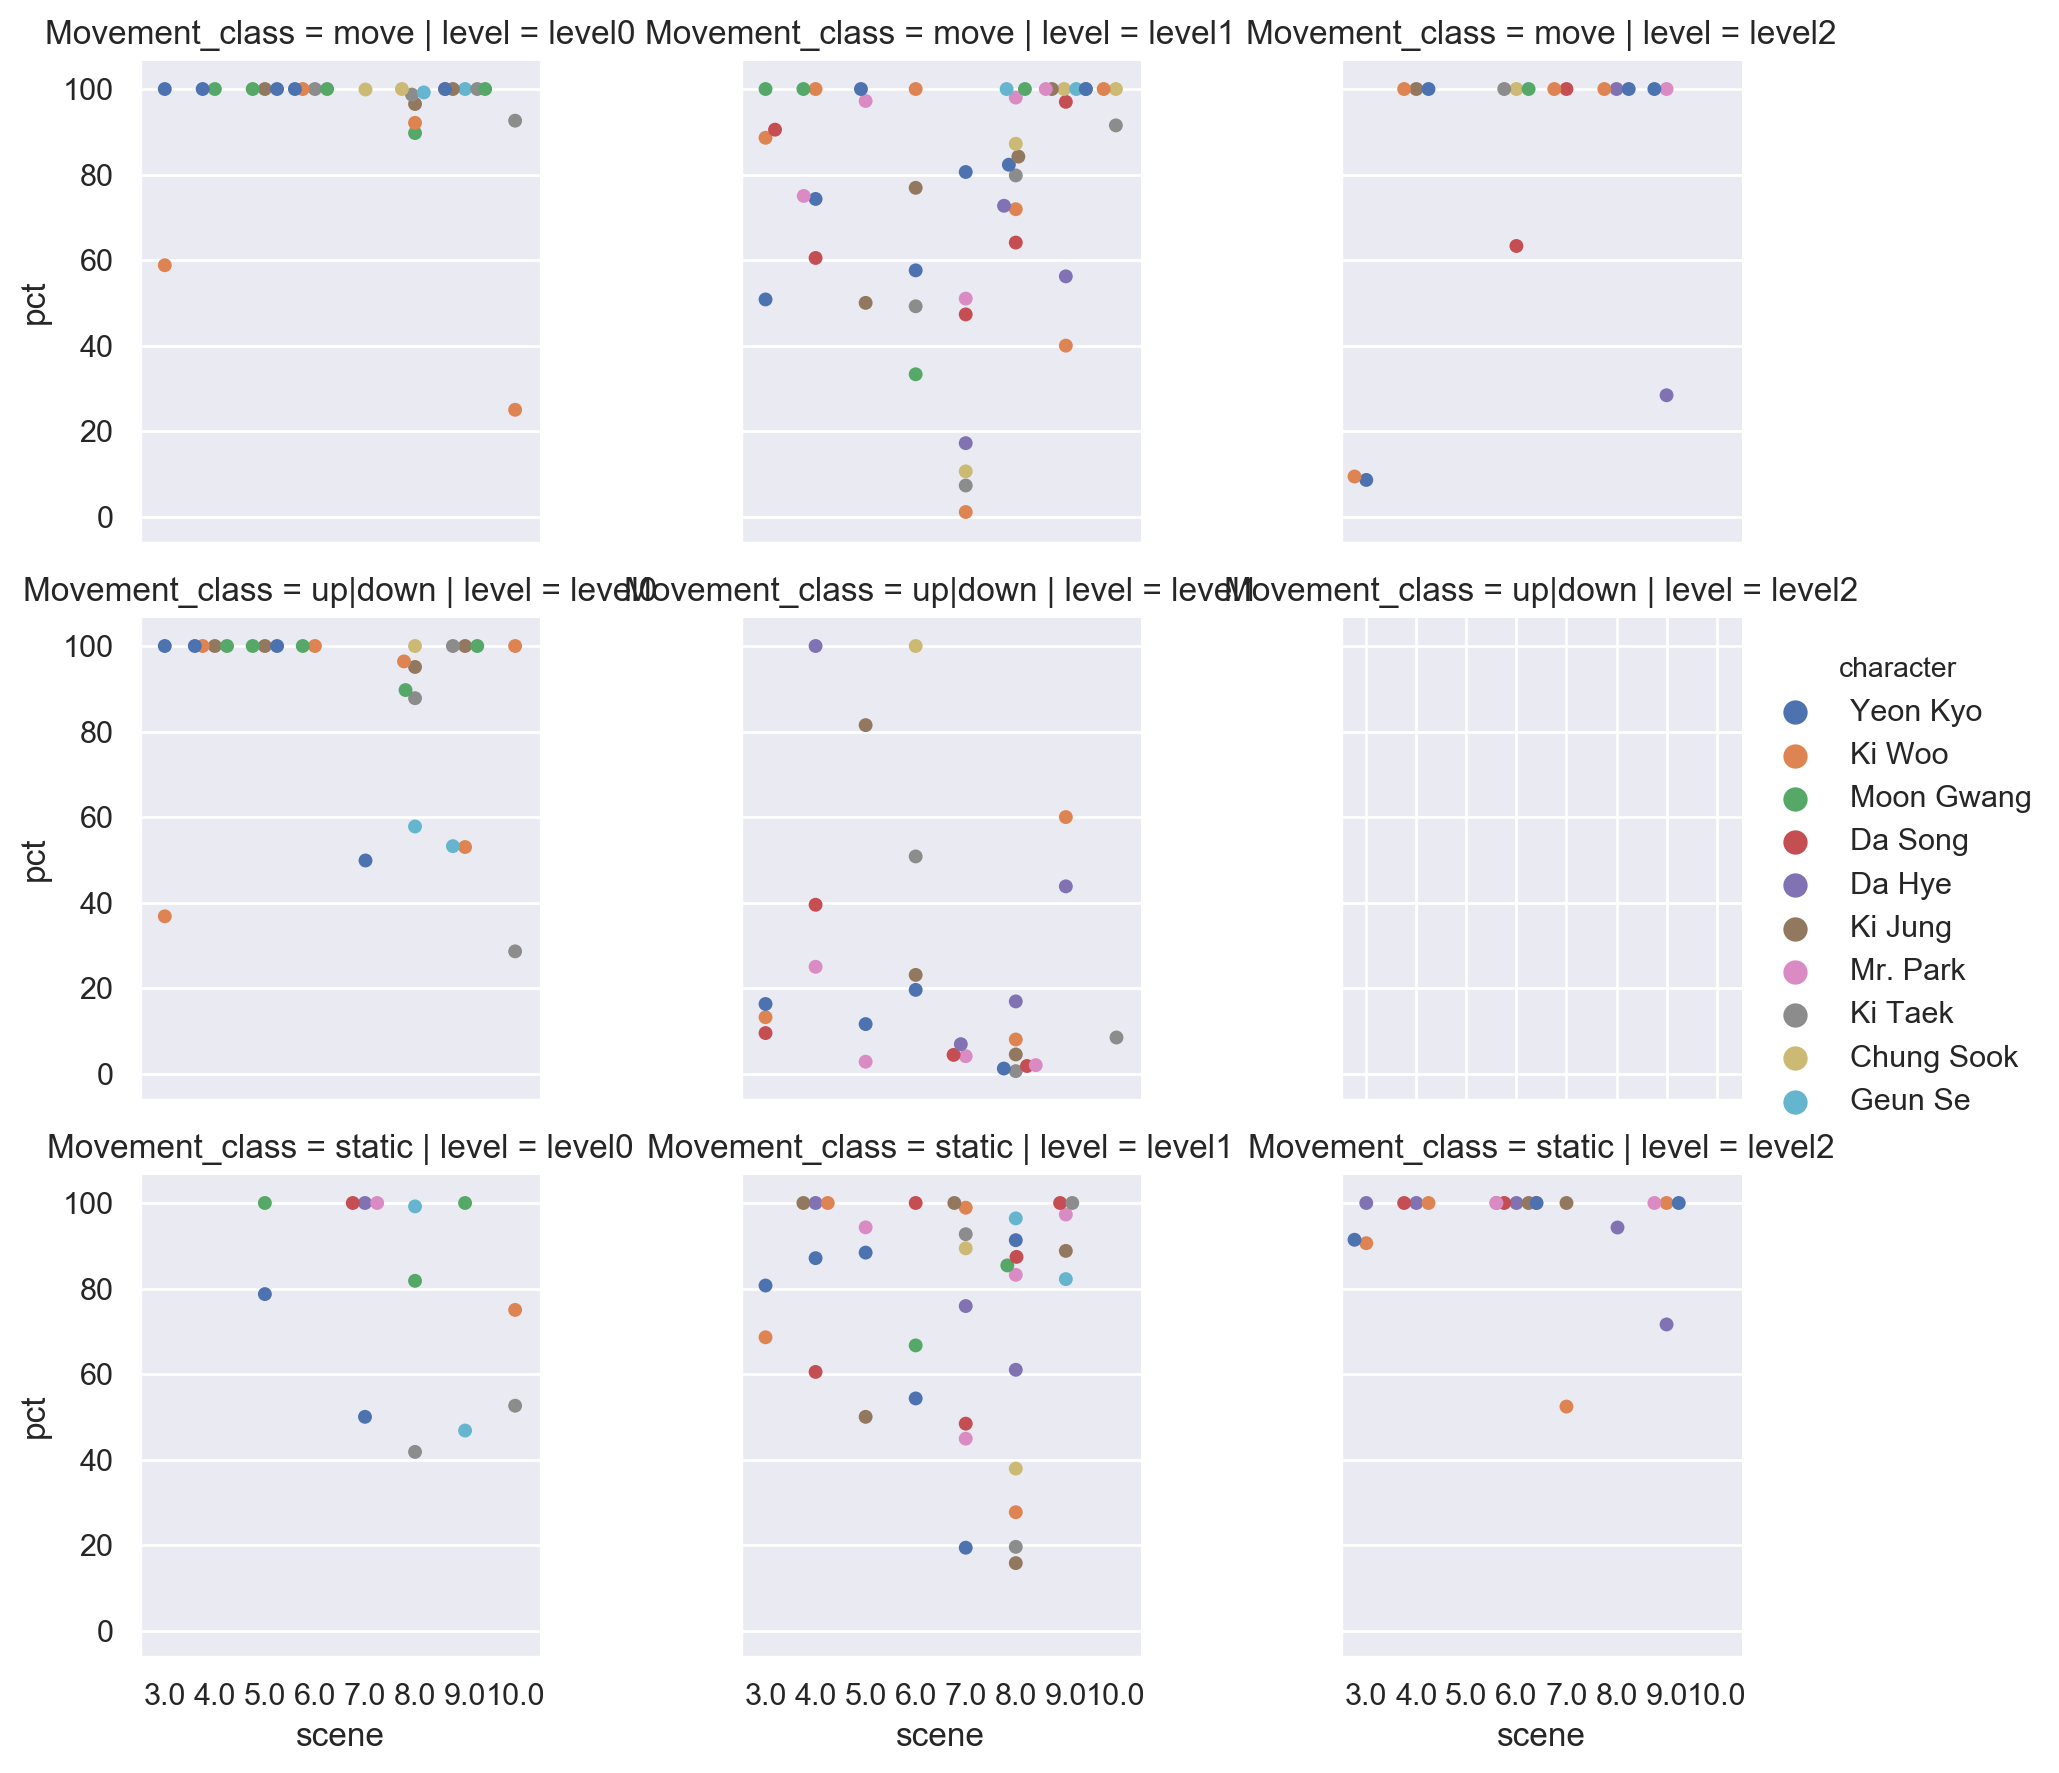 Movement_class = move | level = level0
Movement_class = move | level = level1
Movement_class = move | level = level2
100
80
60
40
20
0
pct
Movement_class = up|down | level = level0
Movement_class = up|down | level = level1
Movement_class = up|down | level = level2
100
80
60
40
20
0
pct
character
Yeon Kyo
Ki Woo
Moon Gwang
Da Song
Da Hye
Ki Jung
Mr. Park
Ki Taek
Chung Sook
Geun Se
Movement_class = static | level = level0
Movement_class = static | level = level1
Movement_class = static | level = level2
100
80
60
40
20
0
pct
3.0 4.0 5.0 6.0 7.0 8.0 9.0 10.0
3.0 4.0 5.0 6.0 7.0 8.0 9.0 10.0
3.0 4.0 5.0 6.0 7.0 8.0 9.0 10.0
scene
scene
scene